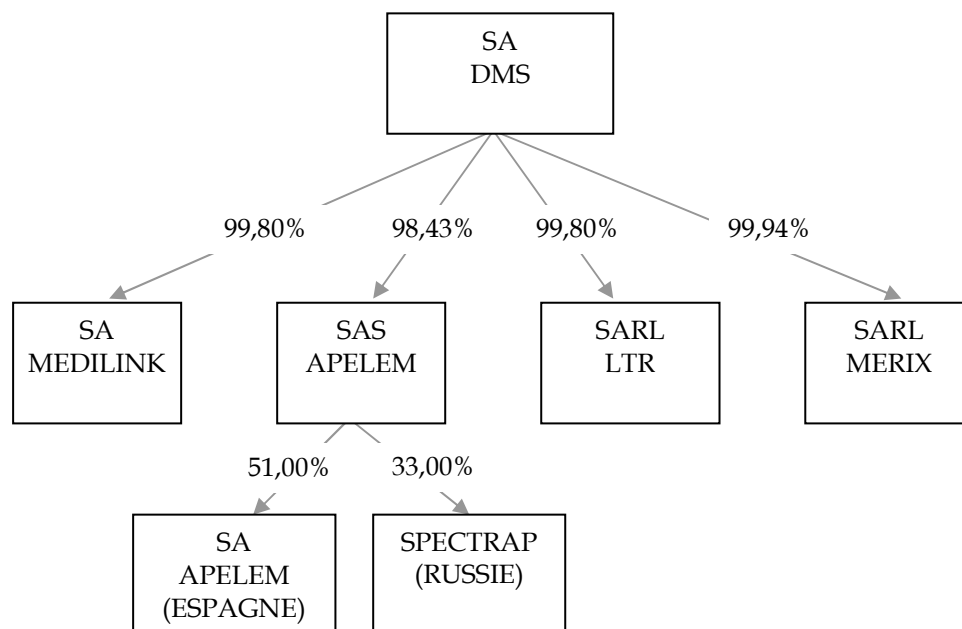 SA
DMS
99,80%
98,43%
99,80%
99,94%
SA
MEDILINK
SAS
APELEM
SARL
LTR
SARL
MERIX
51,00%
33,00%
SA
APELEM
(ESPAGNE)
SPECTRAP
(RUSSIE)